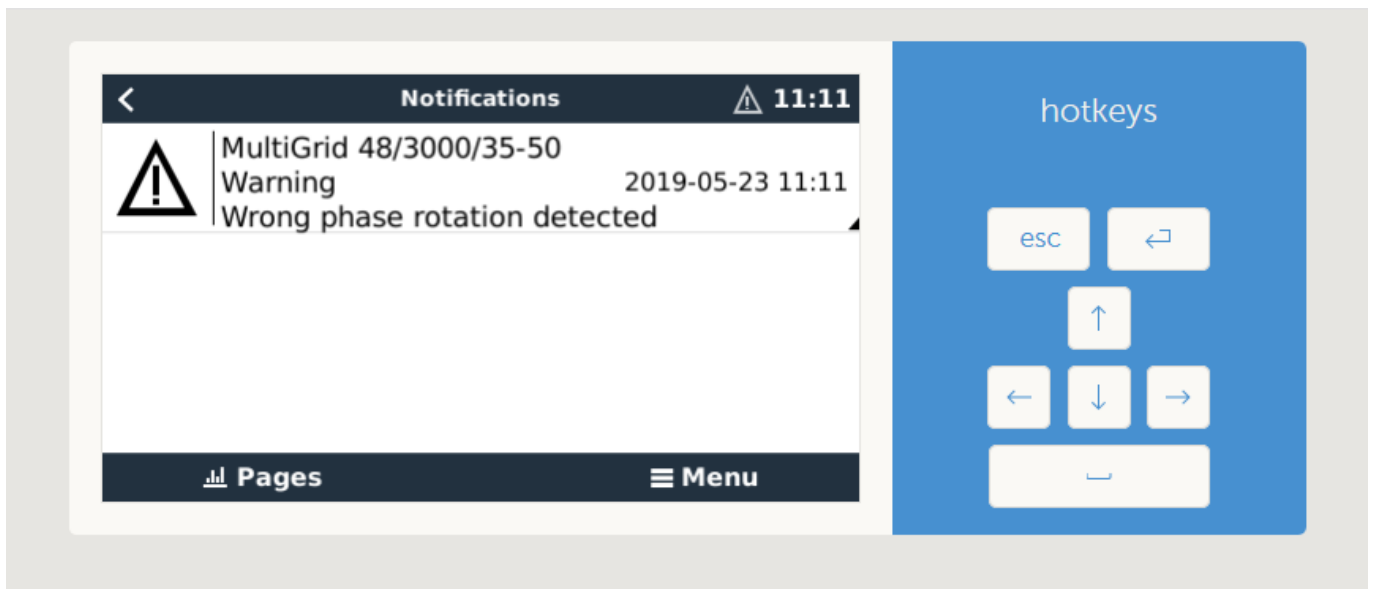 Notifications 11:11
MultiGrid 48/3000/35-50
Warning 2019-05-23 11:11
Wrong phase rotation detected
Pages Menu
hotkeys
esc